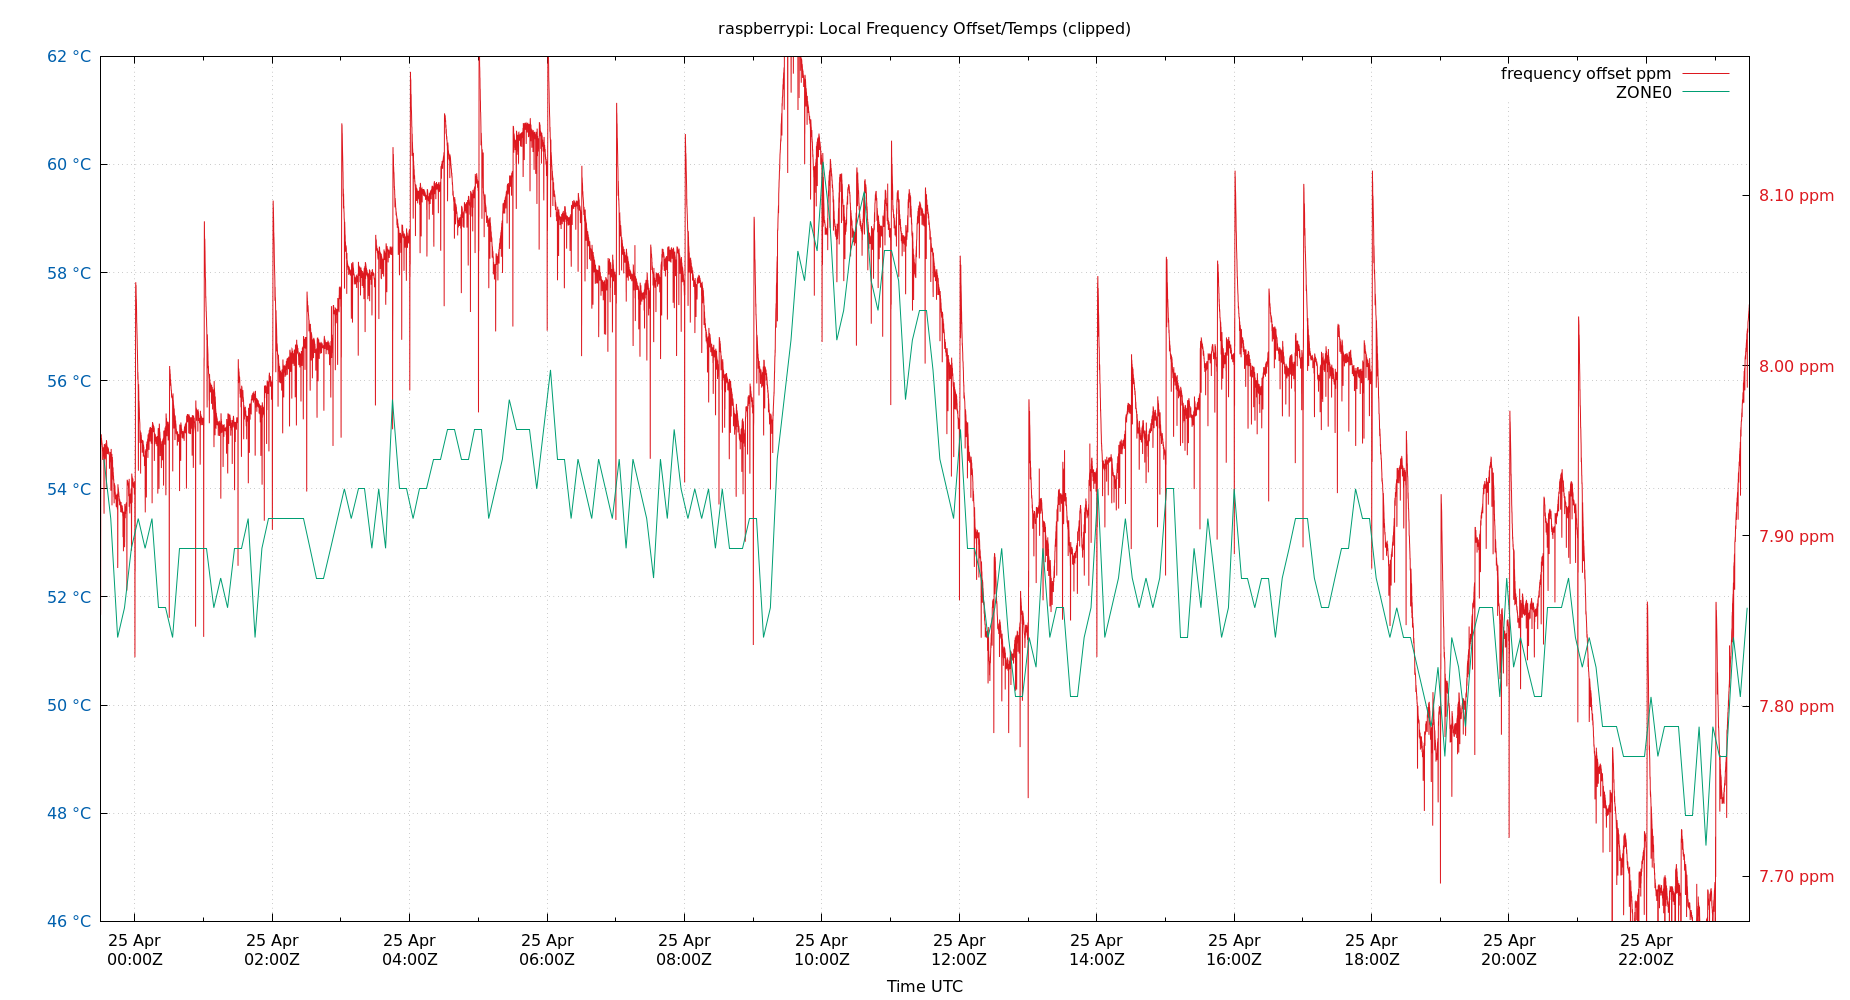 raspberrypi: Local Frequency Offset/Temps (clipped)
62 °C
60 °C
58 °C
56 °C
54 °C
52 °C
50 °C
48 °C
46 °C
frequency offset ppm
ZONE0
8.10 ppm
8.00 ppm
7.90 ppm
7.80 ppm
7.70 ppm
25 Apr
00:00Z
25 Apr
02:00Z
25 Apr
04:00Z
25 Apr
06:00Z
25 Apr
08:00Z
25 Apr
10:00Z
25 Apr
12:00Z
25 Apr
14:00Z
25 Apr
16:00Z
25 Apr
18:00Z
25 Apr
20:00Z
25 Apr
22:00Z
Time UTC